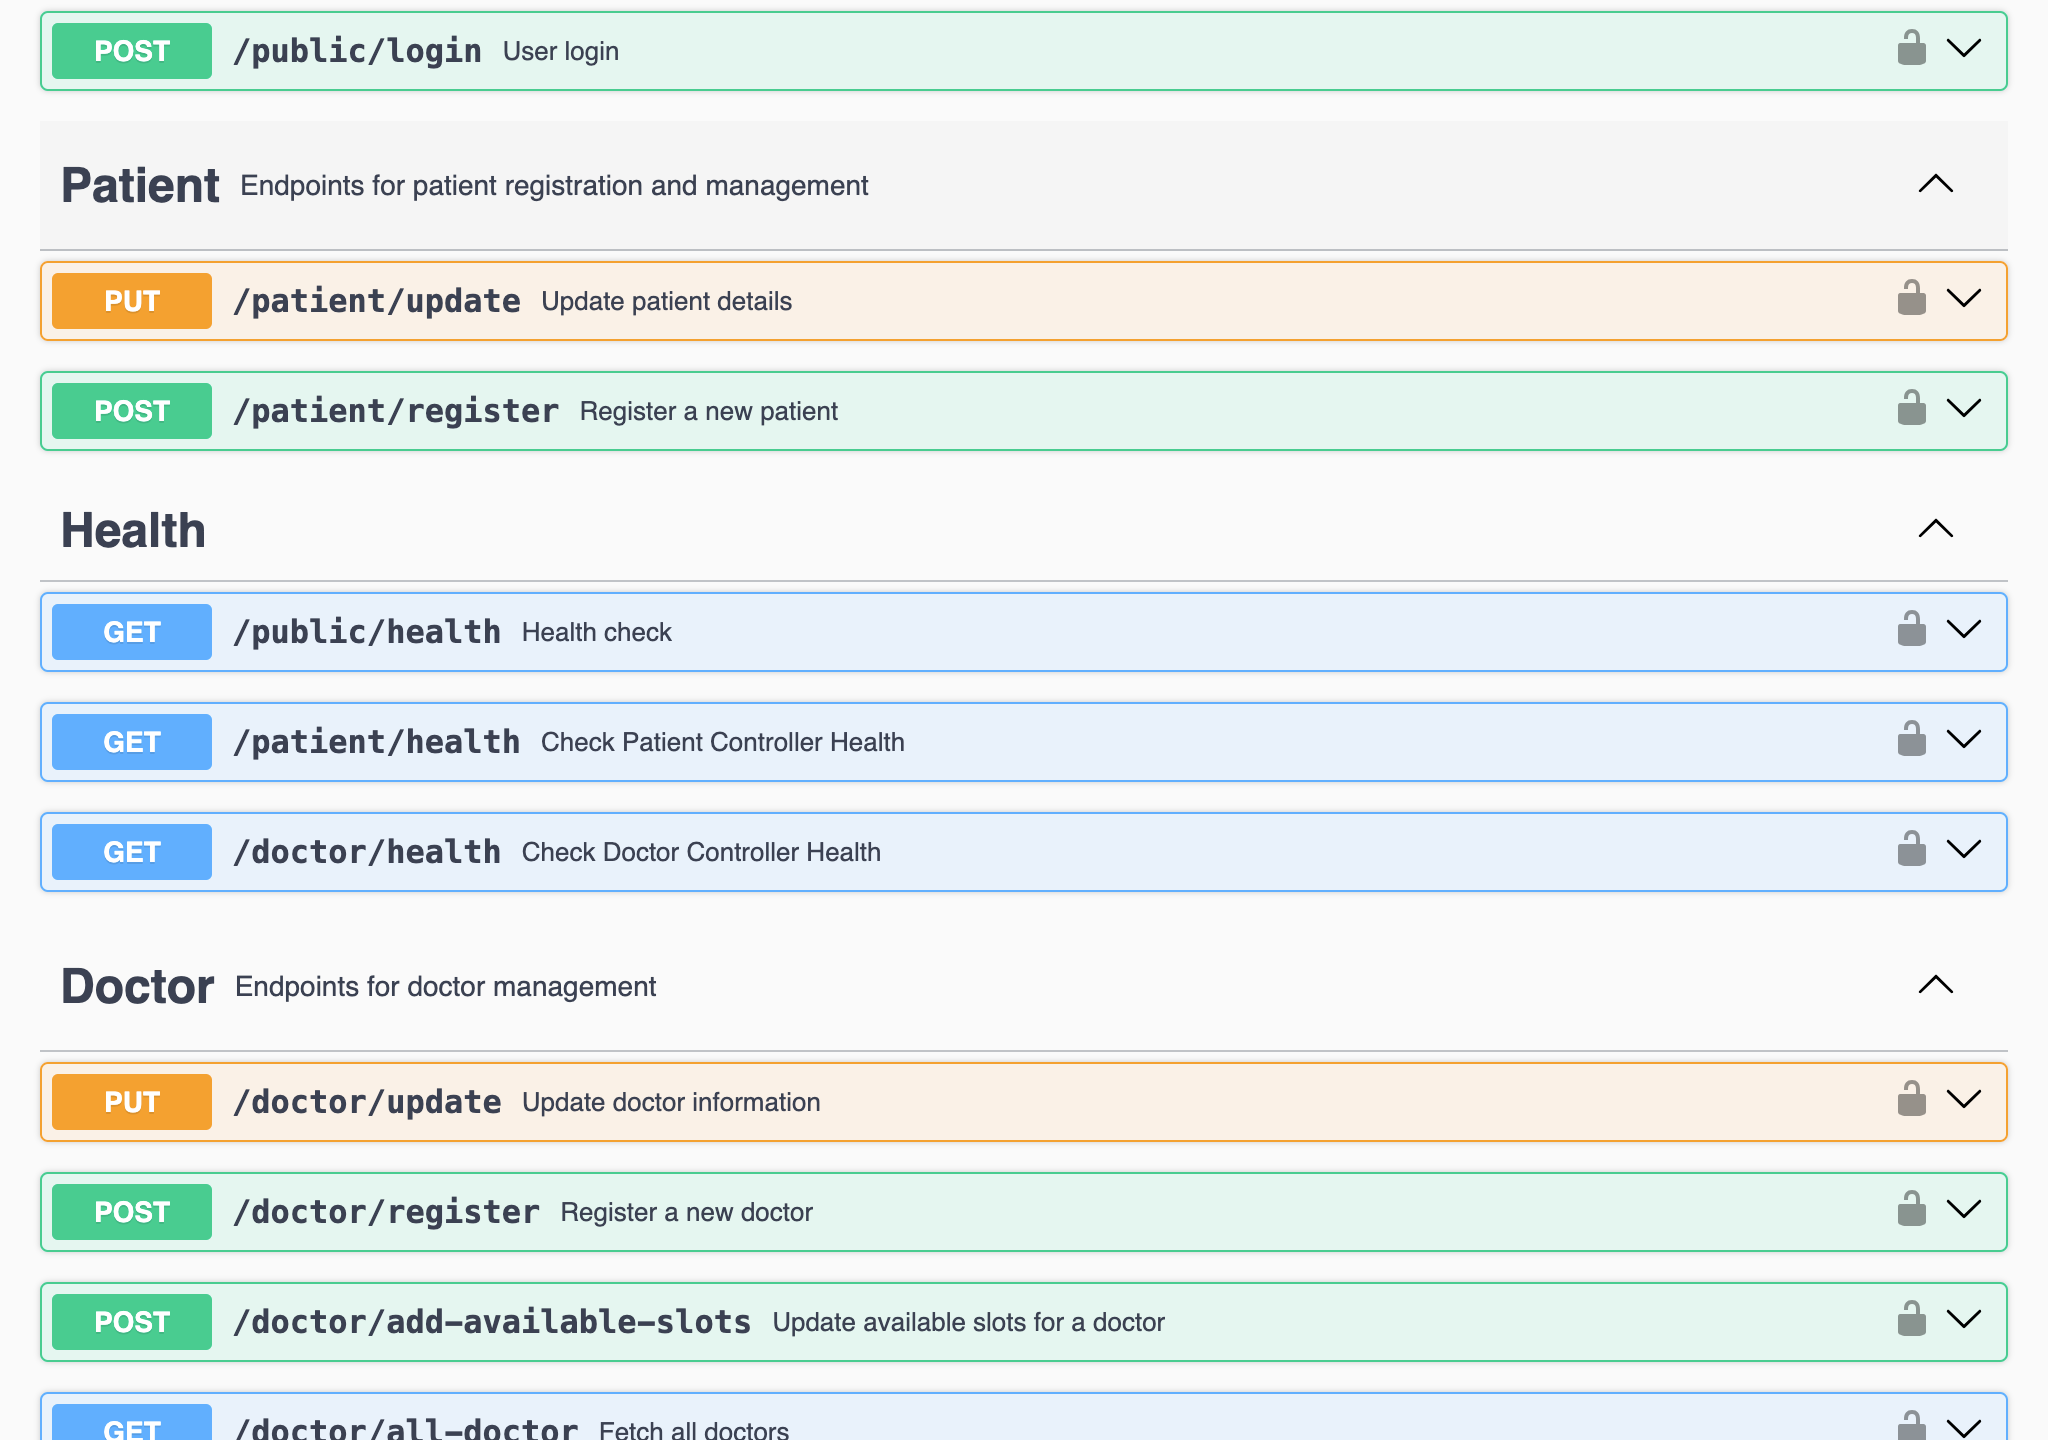 POST /public/login User login
Patient Endpoints for patient registration and management
PUT /patient/update Update patient details
POST /patient/register Register a new patient
Health
GET /public/health Health check
GET /patient/health Check Patient Controller Health
GET /doctor/health Check Doctor Controller Health
Doctor Endpoints for doctor management
PUT /doctor/update Update doctor information
POST /doctor/register Register a new doctor
POST /doctor/add-available-slots Update available slots for a doctor
GET /doctor/all-doctor Fetch all doctors